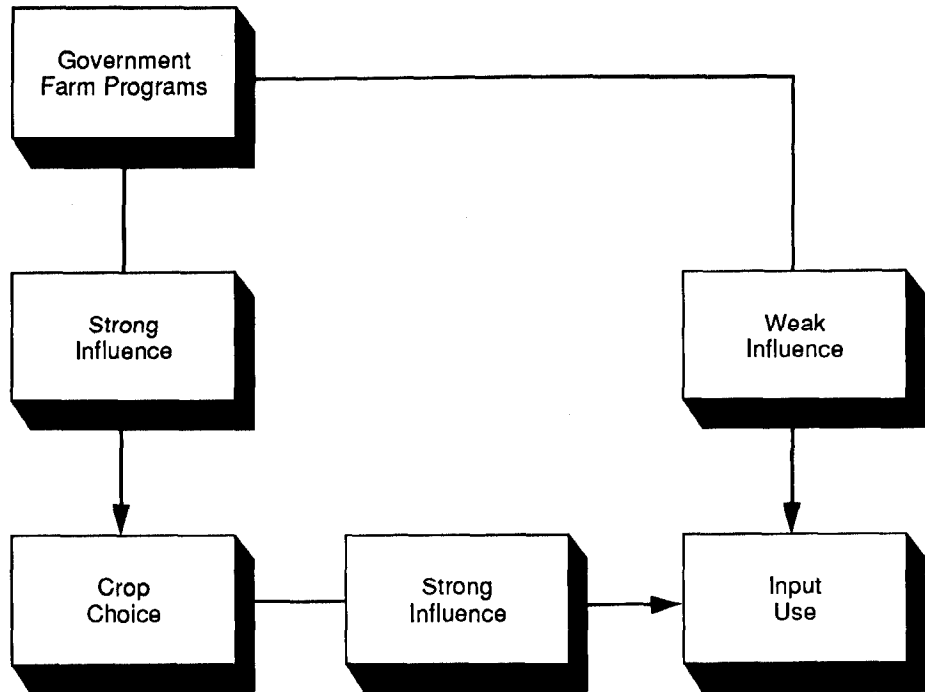 Government
Farm Programs
Strong
Influence
Weak
Influence
Crop
Choice
Strong
Influence
Input
Use